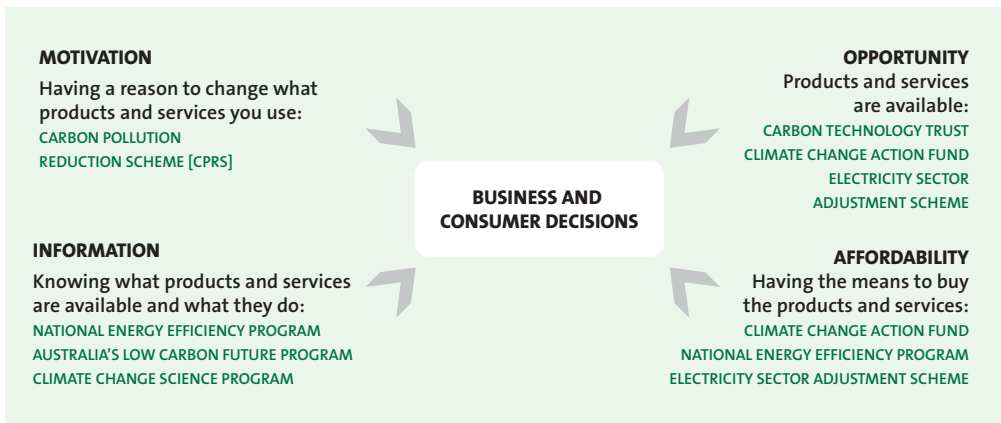 MOTIVATION
Having a reason to change what
products and services you use:
CARBON POLLUTION
REDUCTION SCHEME [CPRS]
OPPORTUNITY
Products and services
are available:
CARBON TECHNOLOGY TRUST
CLIMATE CHANGE ACTION FUND
ELECTRICITY SECTOR
ADJUSTMENT SCHEME
BUSINESS AND
CONSUMER DECISIONS
INFORMATION
Knowing what products and services
are available and what they do:
NATIONAL ENERGY EFFICIENCY PROGRAM
AUSTRALIA'S LOW CARBON FUTURE PROGRAM
CLIMATE CHANGE SCIENCE PROGRAM
AFFORDABILITY
Having the means to buy
the products and services:
CLIMATE CHANGE ACTION FUND
NATIONAL ENERGY EFFICIENCY PROGRAM
ELECTRICITY SECTOR ADJUSTMENT SCHEME